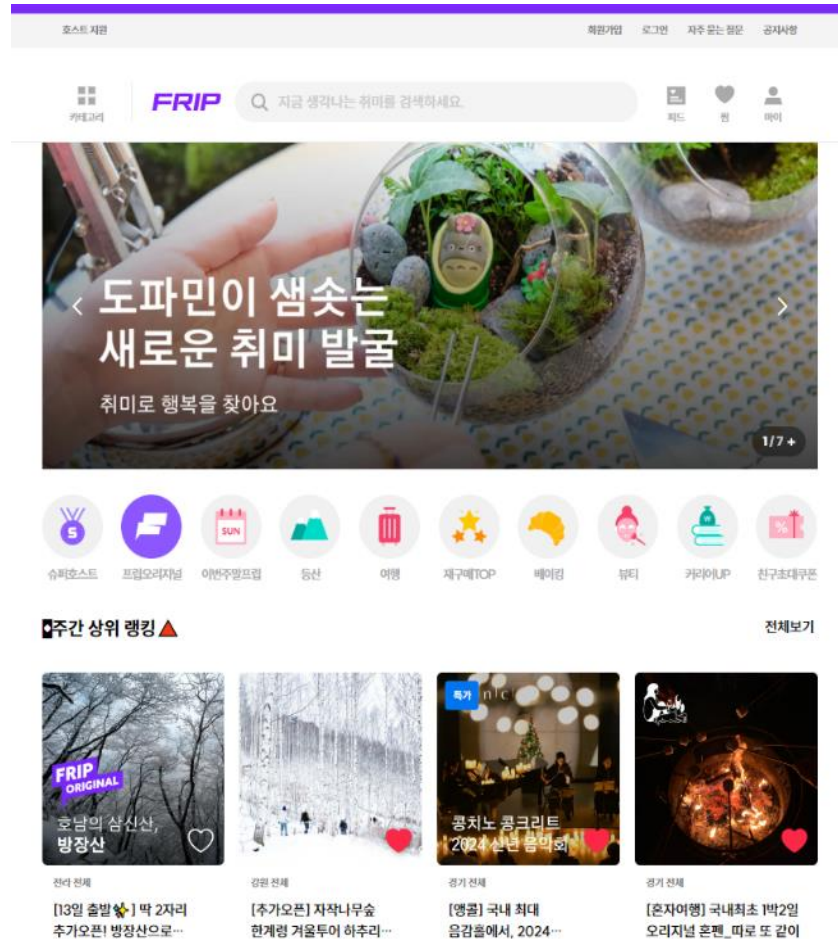 호스트 지원
회원가입 로그인 자주 묻는 질문 공지사항
카테고리
FRIP
지금 생각나는 취미를 검색하세요.
피드 찜 마이
도파민이 샘솟는
새로운 취미 발굴
취미로 행복을 찾아요
1/7 +
S
SUN
W
%
슈퍼호스트 프립오리지널 이번주말프립 등산 여행 재구매TOP 베이킹 뷰티 커리어UP 친구초대쿠폰
주간 상위 랭킹
전체보기
FRIP
ORIGINAL
호남의 삼신산,
방장산
전라 전체
[13일 출발✨] 딱 2자리
추가오픈! 방장산으로…
강원 전체
[추가오픈] 자작나무숲
한계령 겨울투어 하추리…
특가
콩치노 콩크리트
2024 신년 음악회
경기 전체
[앵콜] 국내 최대
음감홀에서, 2024…
경기 전체
[혼자여행] 국내최초 1박2일
오리지널 혼펜_따로 또 같이